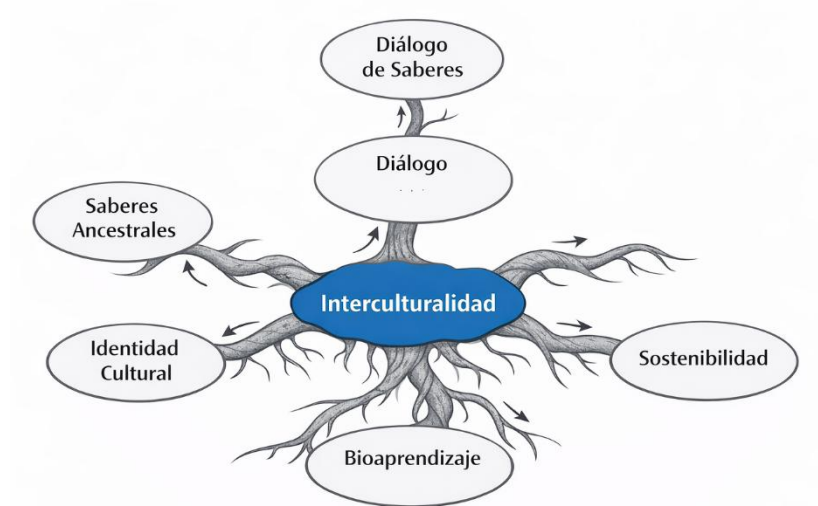 Diálogo
de Saberes
Diálogo
Saberes
Ancestrales
Interculturalidad
Identidad
Cultural
Sostenibilidad
Bioaprendizaje